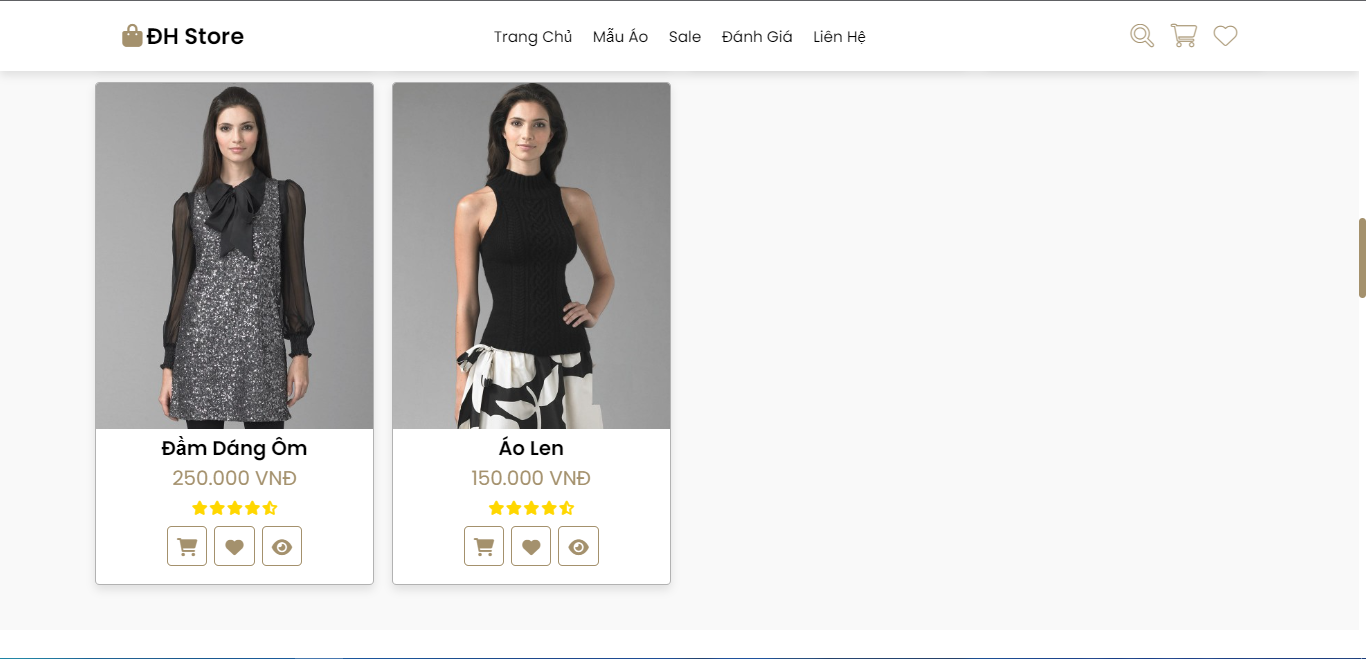 ĐH Store
Trang Chủ Mẫu Áo Sale Đánh Giá Liên Hệ
Đầm Dáng Ôm
250.000 VNĐ
Áo Len
150.000 VNĐ